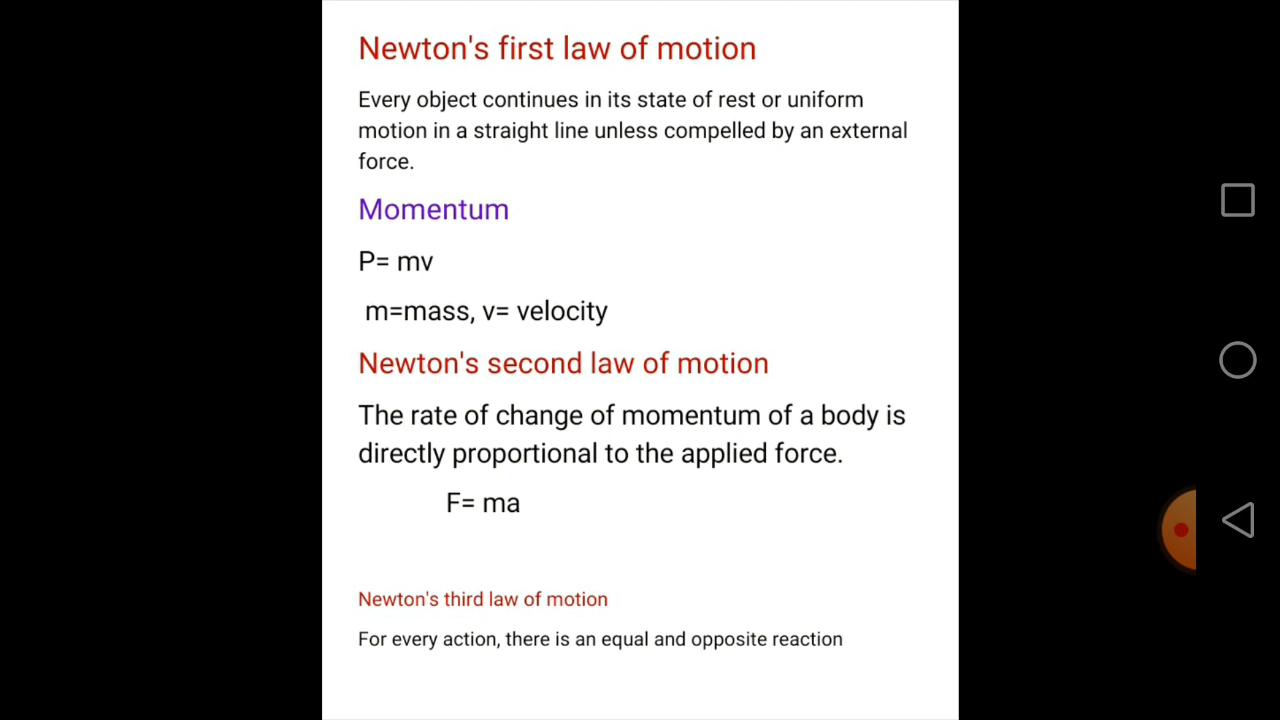 Newton's first law of motion
Every object continues in its state of rest or uniform
motion in a straight line unless compelled by an external
force.
Momentum
P= mv
m=mass, v= velocity
Newton's second law of motion
The rate of change of momentum of a body is
directly proportional to the applied force.
F= ma
Newton's third law of motion
For every action, there is an equal and opposite reaction